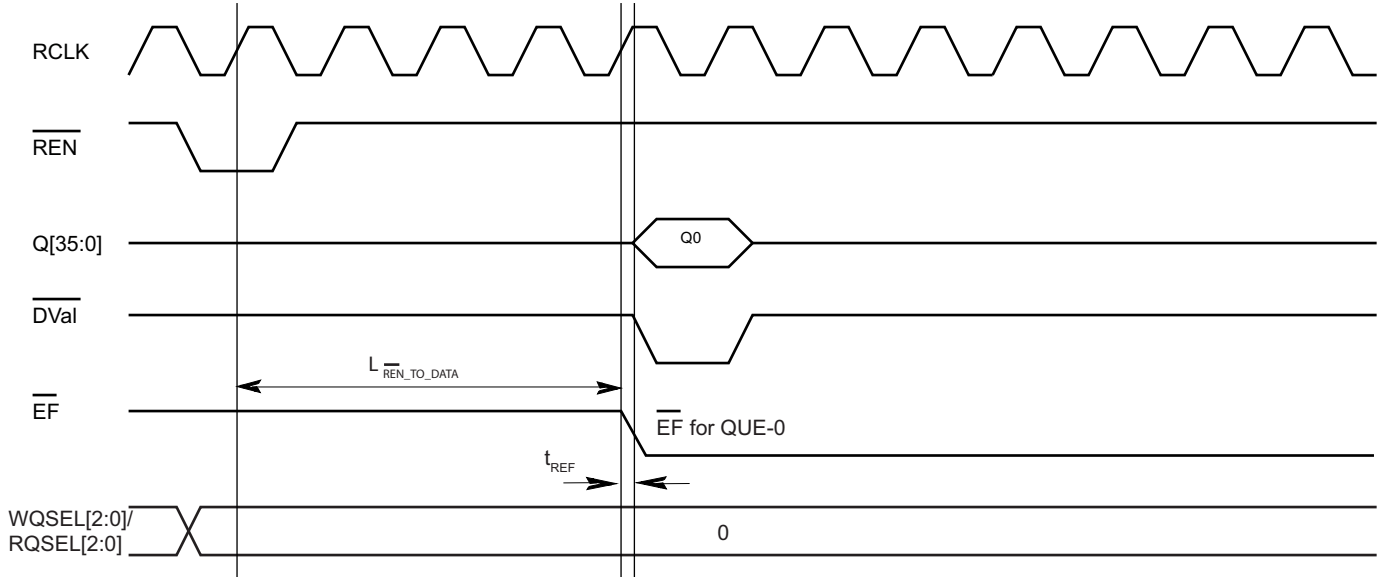 RCLK
REN
Q[35:0]
Q0
DVal
L REN_TO_DATA
EF
EF for QUE-0
tREF
WQSEL[2:0]/
RQSEL[2:0]
0